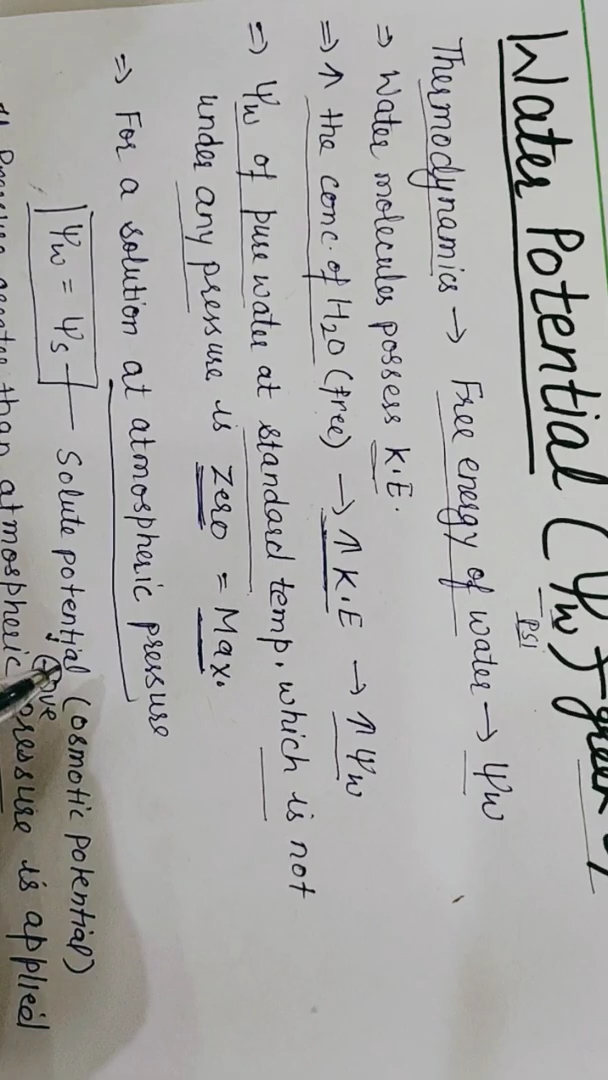 Water Potential (Ψw)
PSI
Thermodynamics → Free energy of water → Ψw
⇒ Water molecules possess K.E.
⇒ ↑ the conc. of H₂O (free) → ↑ K.E → ↑ Ψw
⇒ Ψw of pure water at standard temp. which is not
under any pressure is Zero = Max.
⇒ For a solution at atmospheric pressure
Ψw = Ψs → Solute potential (osmotic potential)
⊖ve
greater than atmospheric pressure is applied